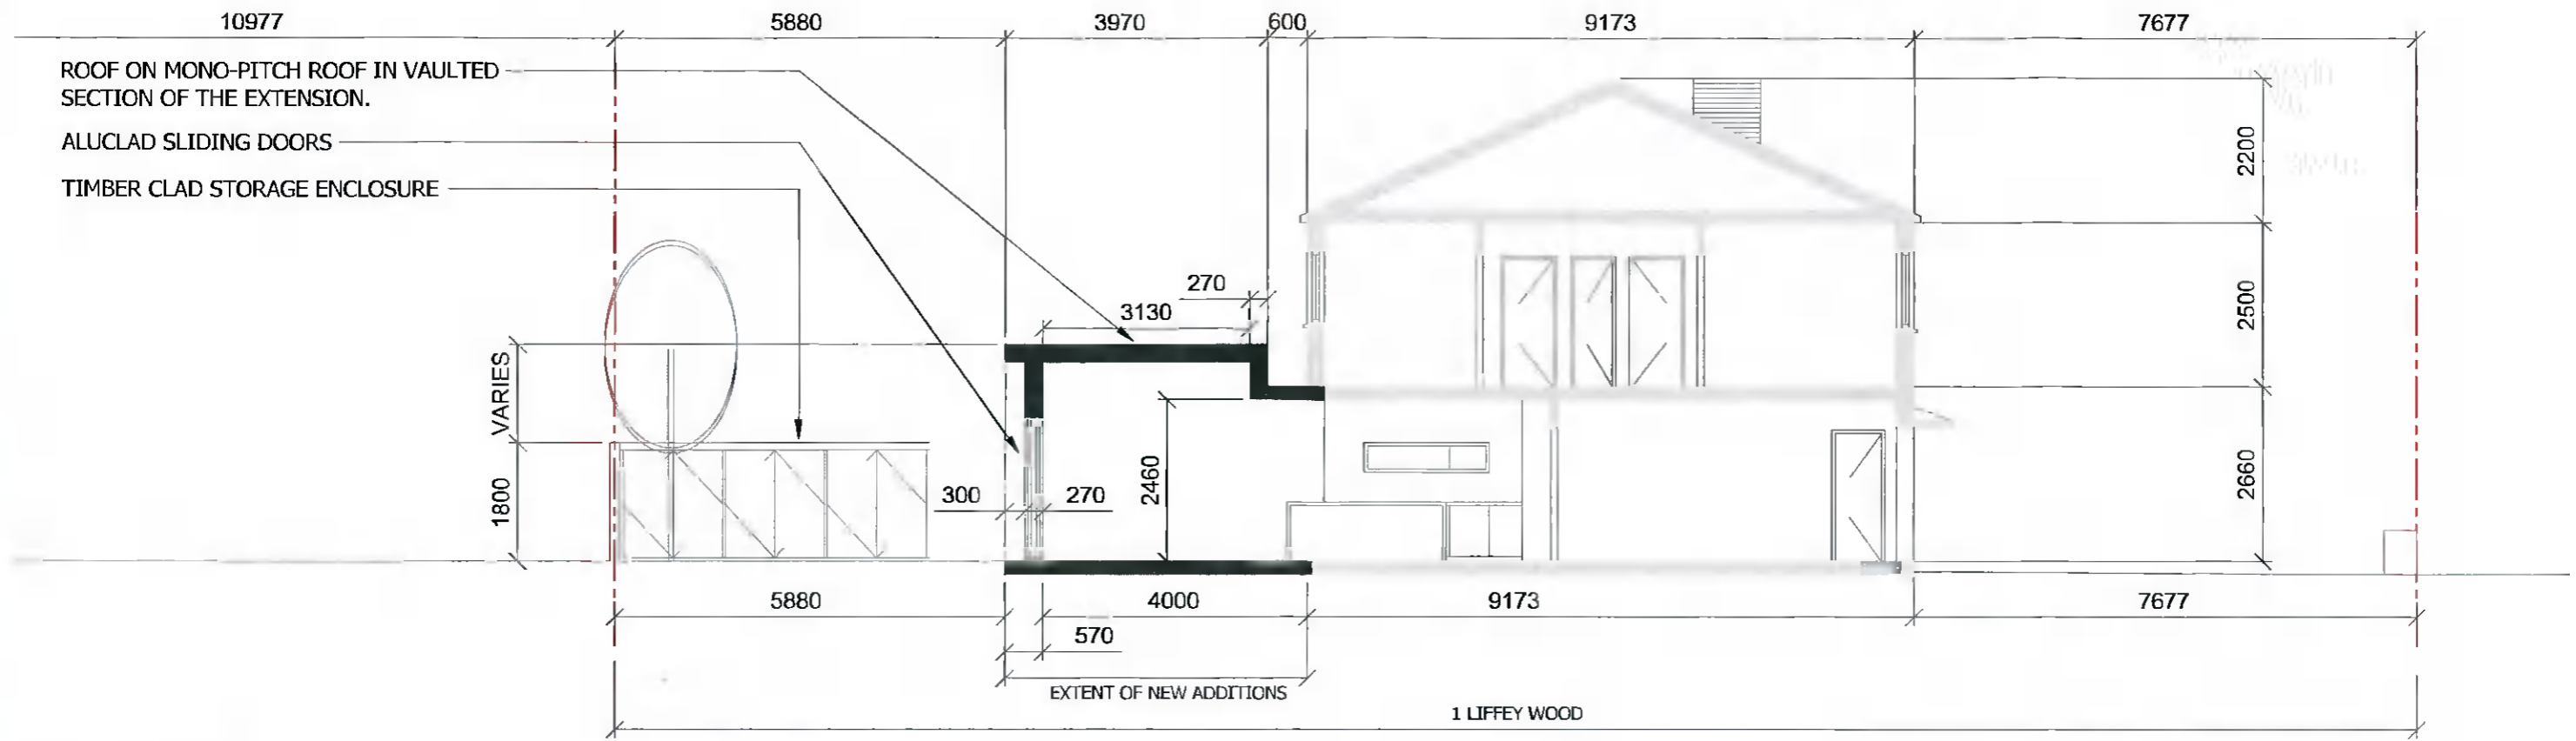 10977 5880 3970 600 9173 7677
ROOF ON MONO-PITCH ROOF IN VAULTED
SECTION OF THE EXTENSION.
ALUCLAD SLIDING DOORS
TIMBER CLAD STORAGE ENCLOSURE
2200
270
3130
2500
VARIES
1800
300
270
2460
2660
5880 4000 9173 7677
570
EXTENT OF NEW ADDITIONS
1 LIFFEY WOOD